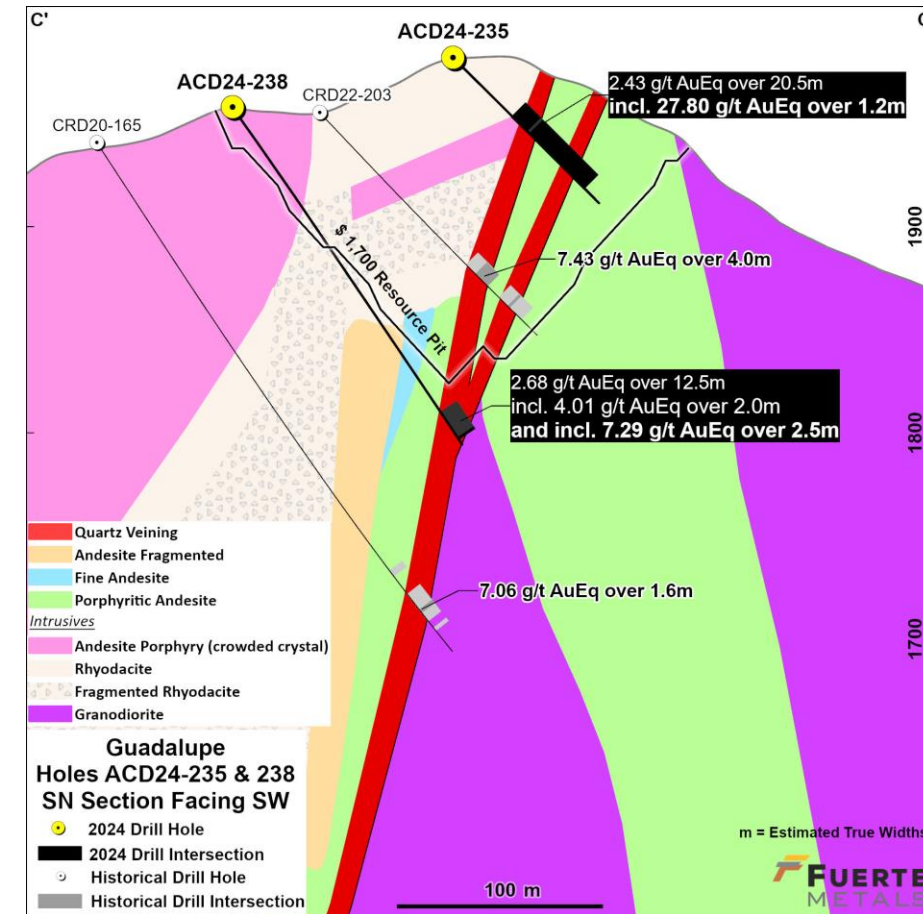 C'
C
ACD24-235
ACD24-238
CRD22-203
CRD20-165
2.43 g/t AuEq over 20.5m
incl. 27.80 g/t AuEq over 1.2m
1900
$ 1,700 Resource Pit
7.43 g/t AuEq over 4.0m
2.68 g/t AuEq over 12.5m
incl. 4.01 g/t AuEq over 2.0m
and incl. 7.29 g/t AuEq over 2.5m
1800
7.06 g/t AuEq over 1.6m
1700
Quartz Veining
Andesite Fragmented
Fine Andesite
Porphyritic Andesite
Intrusives
Andesite Porphyry (crowded crystal)
Rhyodacite
Fragmented Rhyodacite
Granodiorite
Guadalupe
Holes ACD24-235 & 238
SN Section Facing SW
2024 Drill Hole
2024 Drill Intersection
Historical Drill Hole
Historical Drill Intersection
100 m
m = Estimated True Widths
FUERTE
METALS